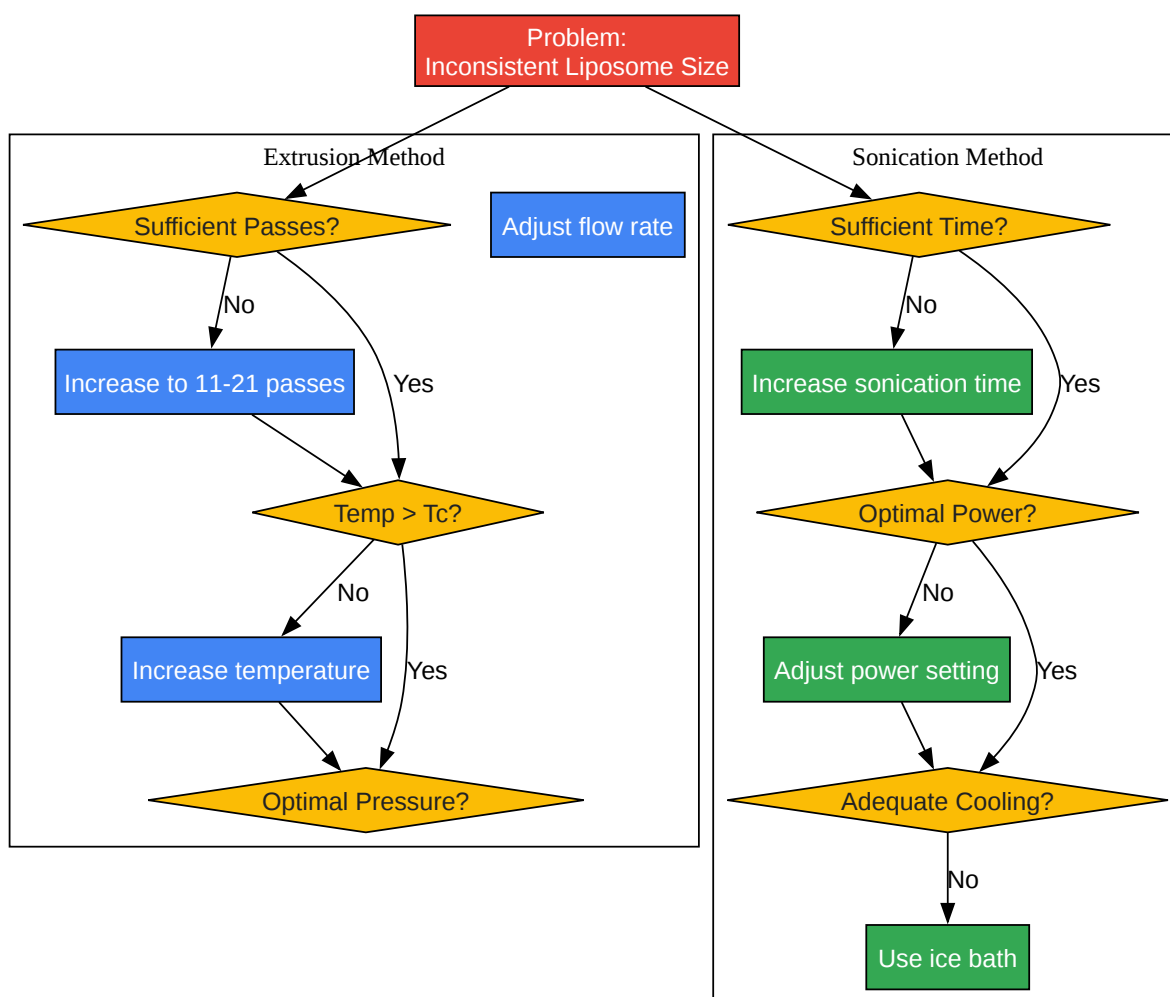 Problem:
Inconsistent Liposome Size
Extrusion Method
Sonication Method
Sufficient Passes?
Adjust flow rate
Sufficient Time?
No
No
Increase to 11-21 passes
Yes
Increase sonication time
Yes
Temp > Tc?
Optimal Power?
No
No
Increase temperature
Yes
Adjust power setting
Yes
Optimal Pressure?
Adequate Cooling?
No
Use ice bath